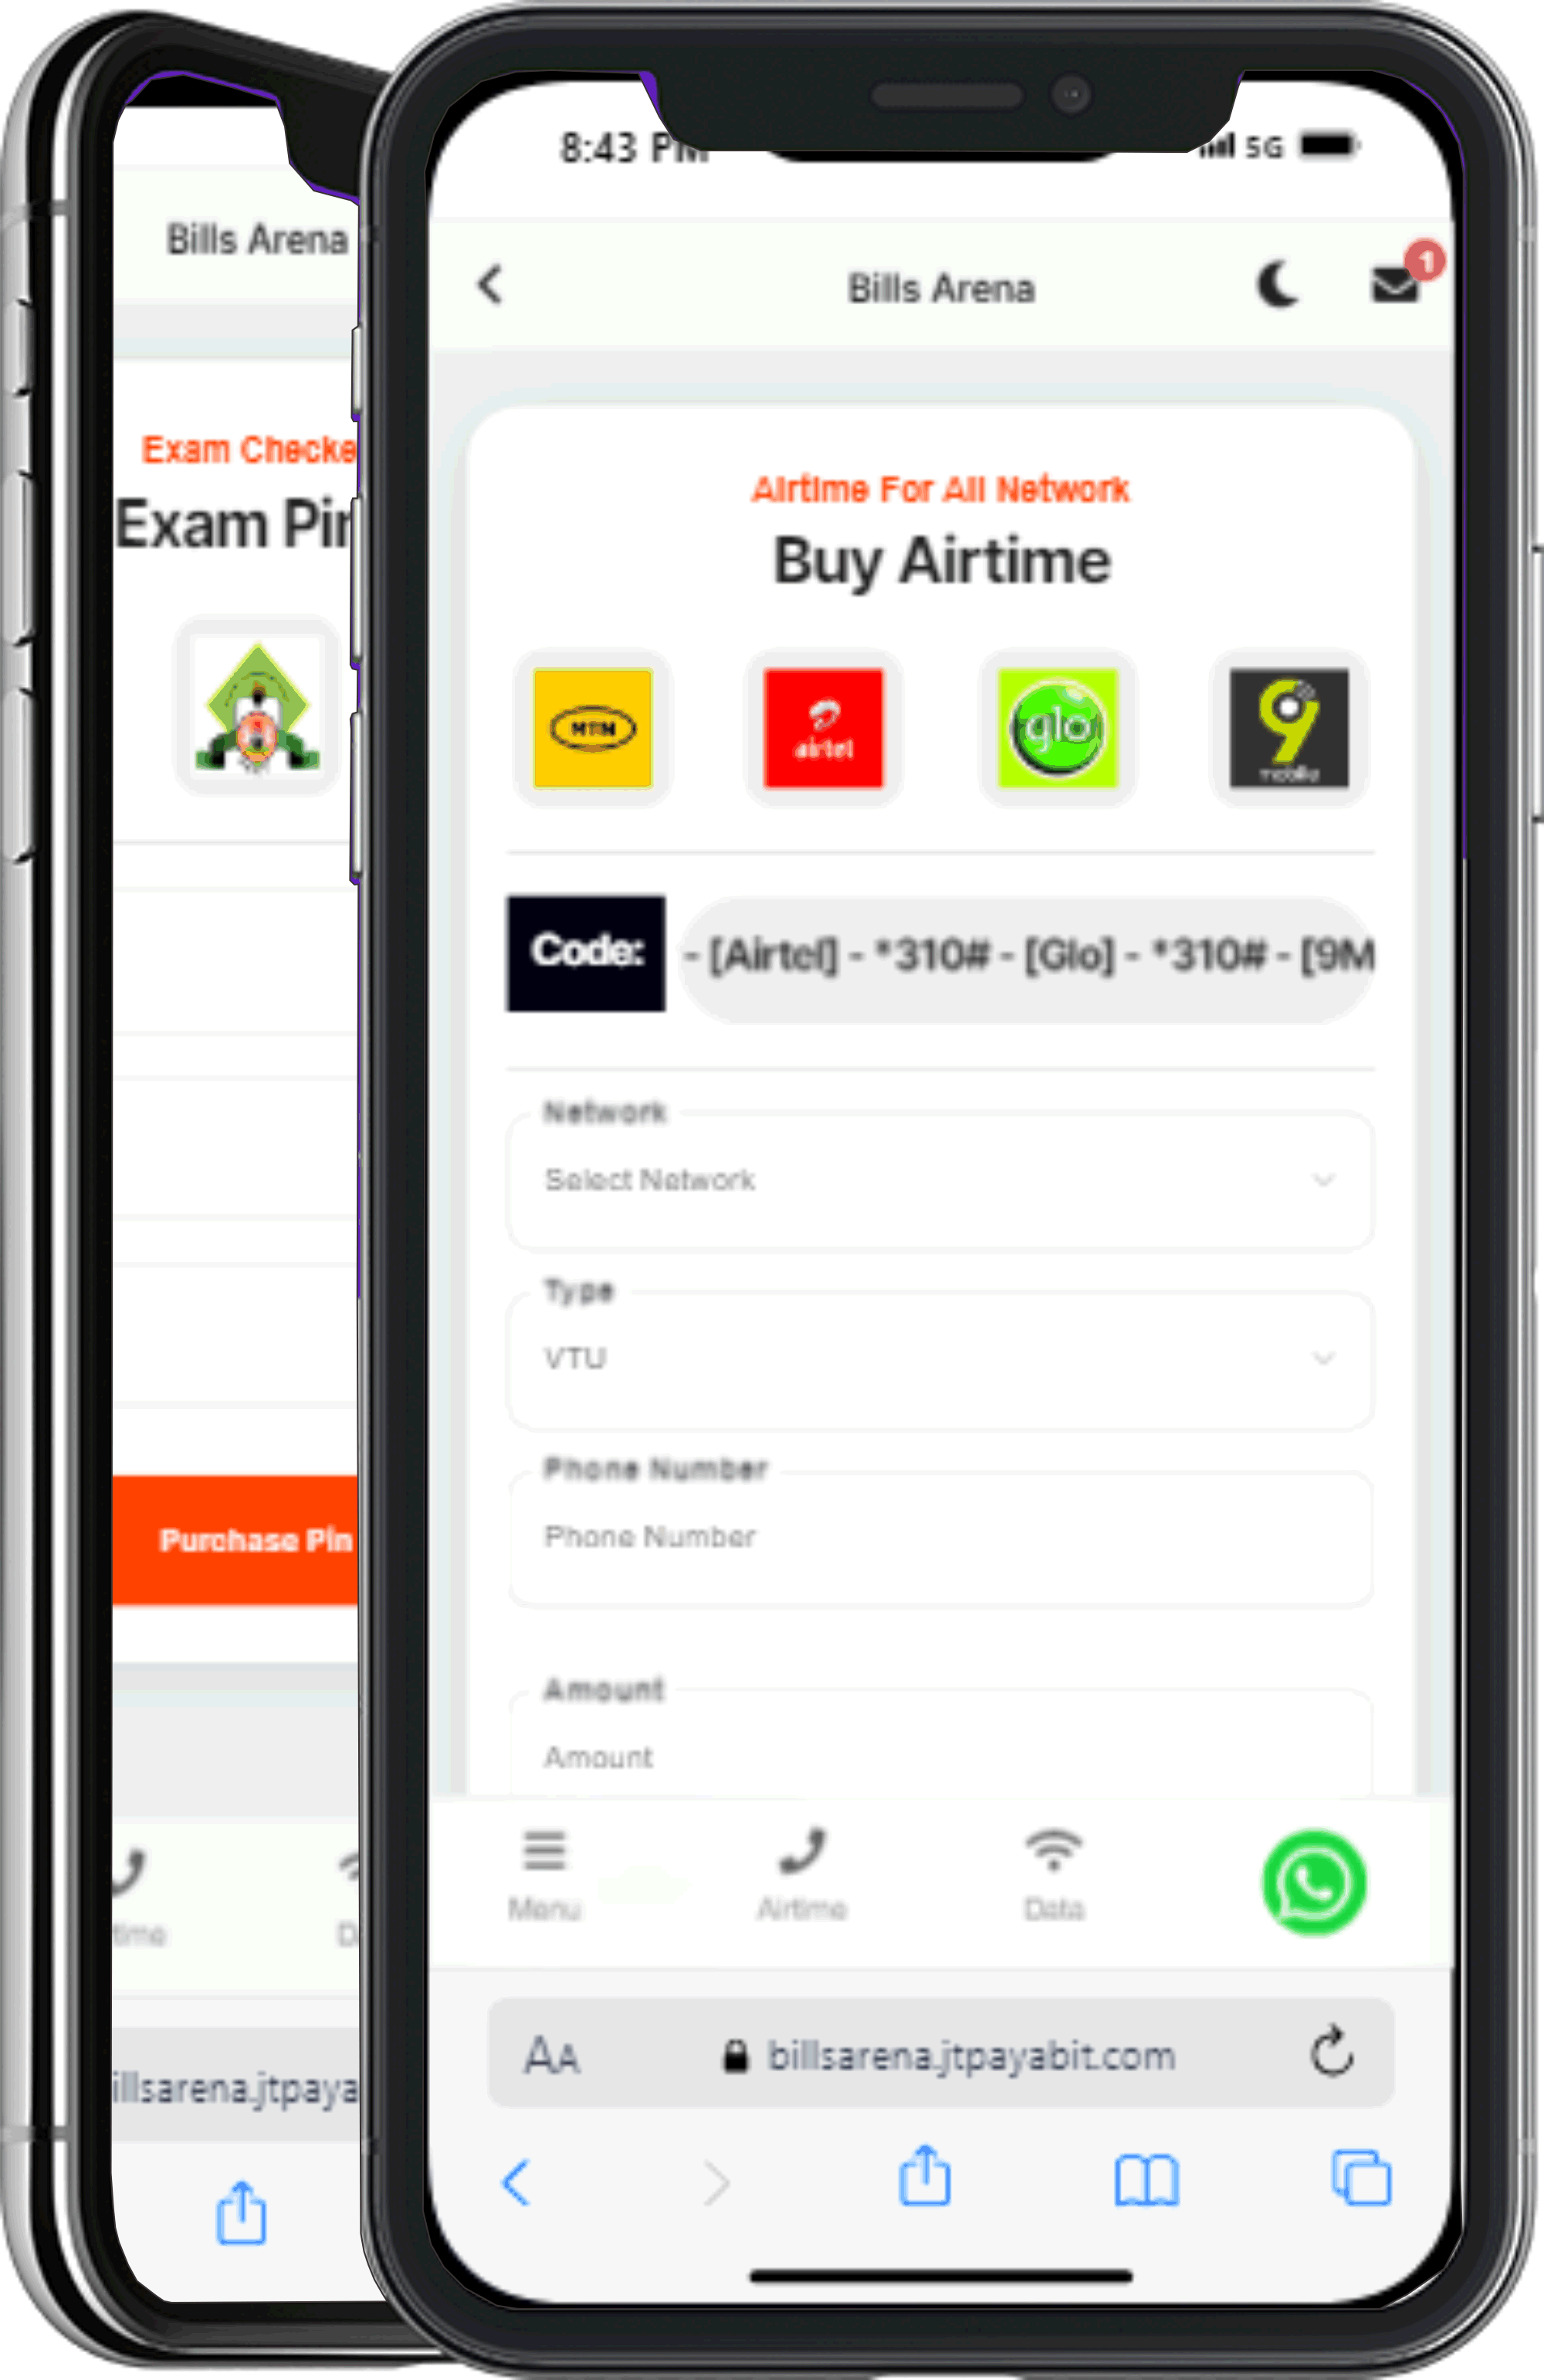 Bills Arena
Exam Checke
Exam Pin
Purchase Pin
time
D
illsarena.jtpaya
8:43 PM
5G
Bills Arena
1
Airtime For All Network
Buy Airtime
MTN
airtel
glo
9
mobile
Code:
- [Airtel] - *310# - [Glo] - *310# - [9M
Network
Select Network
Type
VTU
Phone Number
Phone Number
Amount
Amount
Menu
Airtime
Data
AA
billsarena.jtpayabit.com